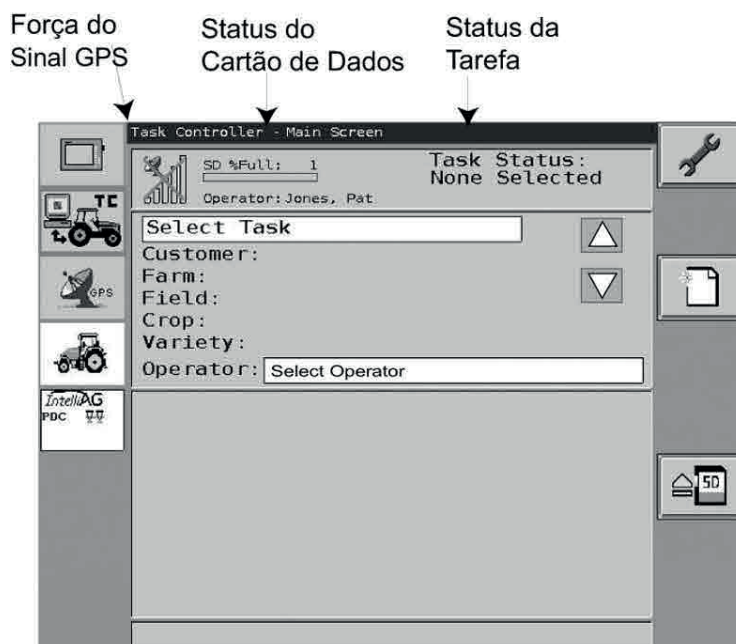 Força do
Sinal GPS
Status do
Cartão de Dados
Status da
Tarefa
Task Controller - Main Screen
SD %Full: 1
Operator: Jones, Pat
Task Status:
None Selected
TC
GPS
IntelliAG
PDC
Select Task
Customer:
Farm:
Field:
Crop:
Variety:
Operator: Select Operator
SD